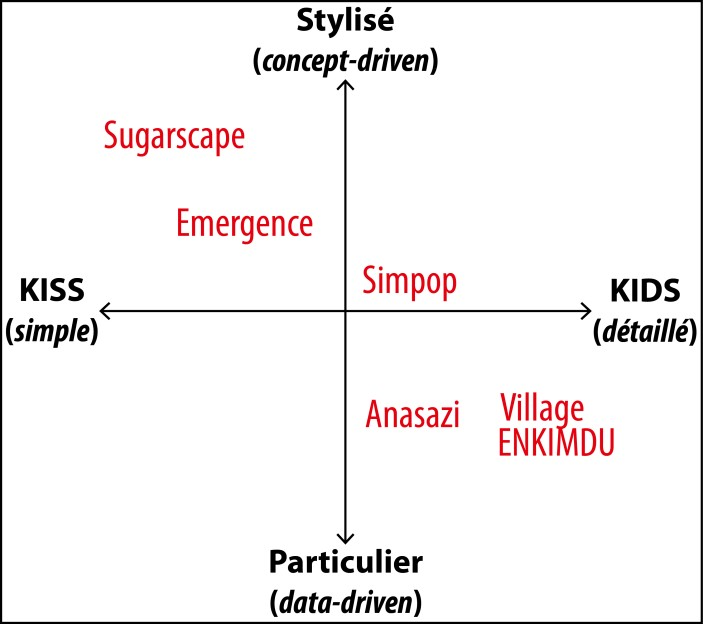 Stylisé
(concept-driven)
Sugarscape
Emergence
Simpop
KISS
(simple)
KIDS
(détaillé)
Anasazi
Village
ENKIMDU
Particulier
(data-driven)